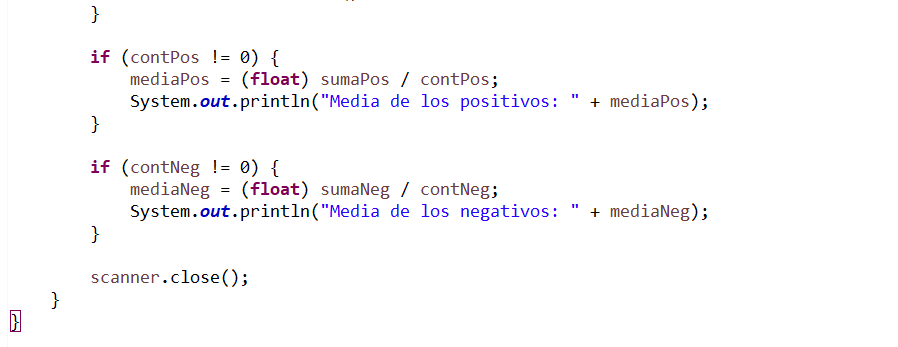 }
if (contPos != 0) {
mediaPos = (float) sumaPos / contPos;
System.out.println("Media de los positivos: " + mediaPos);
}
if (contNeg != 0) {
mediaNeg = (float) sumaNeg / contNeg;
System.out.println("Media de los negativos: " + mediaNeg);
}
scanner.close();
}
}